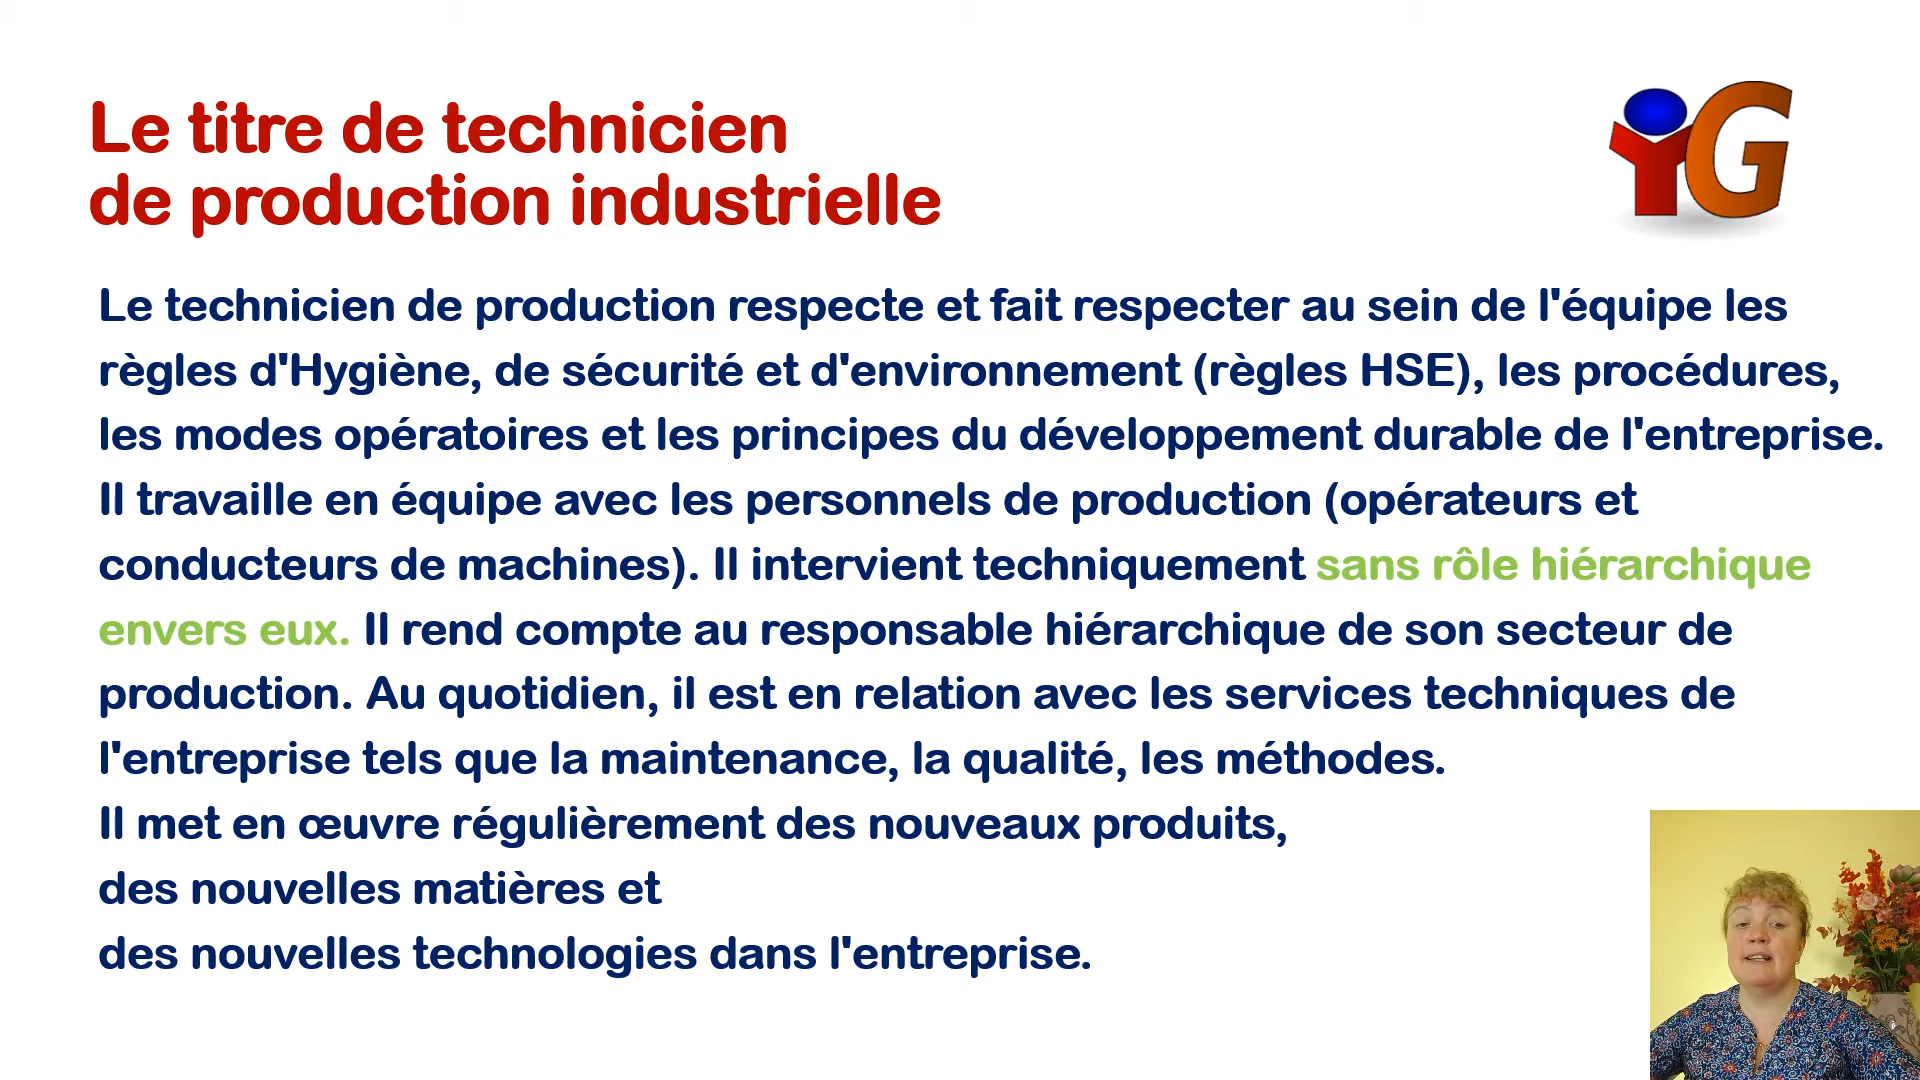 Le titre de technicien
de production industrielle
G
Le technicien de production respecte et fait respecter au sein de l'équipe les
règles d'Hygiène, de sécurité et d'environnement (règles HSE), les procédures,
les modes opératoires et les principes du développement durable de l'entreprise.
Il travaille en équipe avec les personnels de production (opérateurs et
conducteurs de machines). Il intervient techniquement sans rôle hiérarchique
envers eux. Il rend compte au responsable hiérarchique de son secteur de
production. Au quotidien, il est en relation avec les services techniques de
l'entreprise tels que la maintenance, la qualité, les méthodes.
Il met en œuvre régulièrement des nouveaux produits,
des nouvelles matières et
des nouvelles technologies dans l'entreprise.